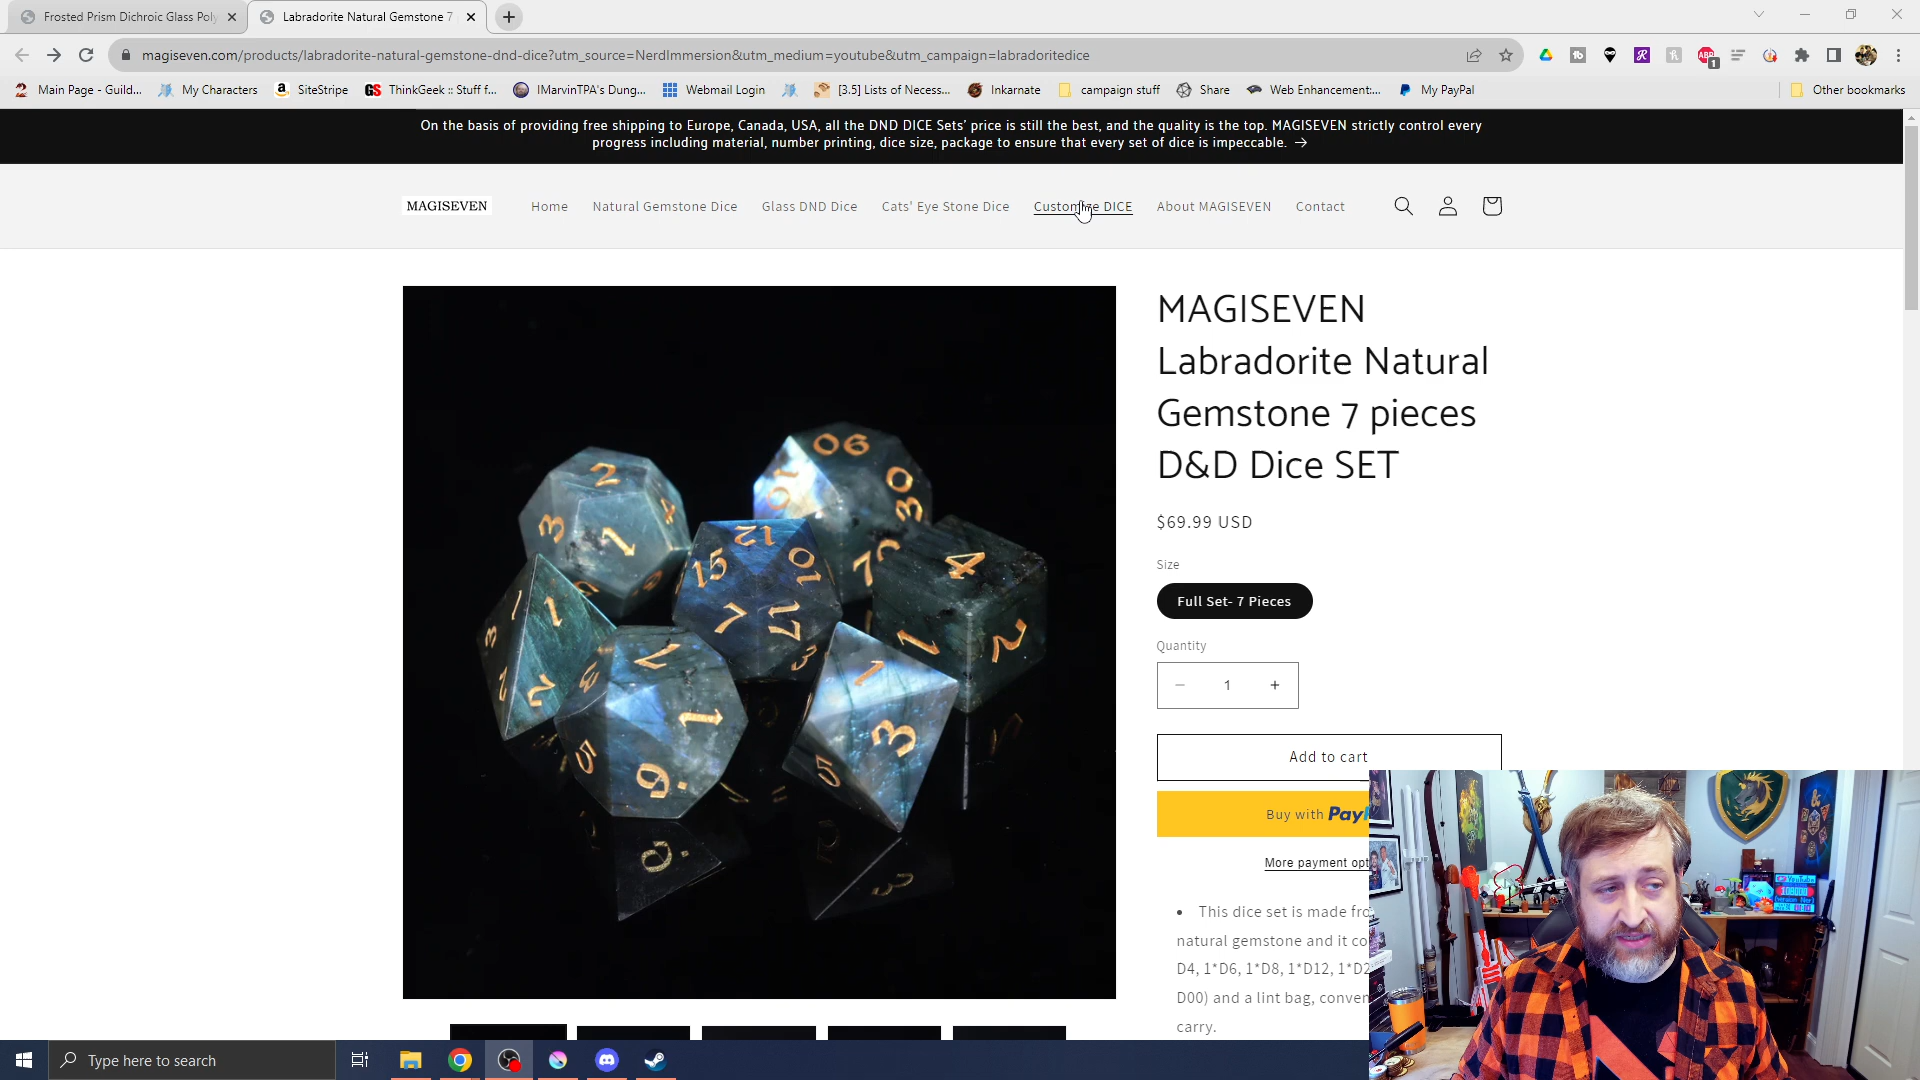 Frosted Prism Dichroic Glass Poly
Labradorite Natural Gemstone 7
magiseven.com/products/labradorite-natural-gemstone-dnd-dice?utm_source=NerdImmersion&utm_medium=youtube&utm_campaign=labradoritedice
Main Page - Guild...
My Characters
SiteStripe
ThinkGeek :: Stuff f...
IMarvinTPA's Dung...
Webmail Login
[3.5] Lists of Necess...
Inkarnate
campaign stuff
Share
Web Enhancement:...
My PayPal
Other bookmarks
On the basis of providing free shipping to Europe, Canada, USA, all the DND DICE Sets' price is still the best, and the quality is the top. MAGISEVEN strictly control every
progress including material, number printing, dice size, package to ensure that every set of dice is impeccable. →
MAGISEVEN
Home
Natural Gemstone Dice
Glass DND Dice
Cats' Eye Stone Dice
Customize DICE
About MAGISEVEN
Contact
MAGISEVEN
Labradorite Natural
Gemstone 7 pieces
D&D Dice SET
$69.99 USD
Size
Full Set- 7 Pieces
Quantity
− 1 +
Add to cart
Buy with PayP
More payment opt
• This dice set is made fro
natural gemstone and it co
D4, 1*D6, 1*D8, 1*D12, 1*D2
D00) and a lint bag, conven
carry.
Type here to search